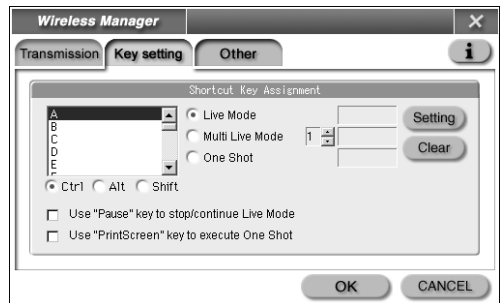 Wireless Manager
Transmission Key setting Other i
Shortcut Key Assignment
A
B
C
D
E
Live Mode
Multi Live Mode 1
One Shot
Setting
Clear
Ctrl Alt Shift
Use "Pause" key to stop/continue Live Mode
Use "PrintScreen" key to execute One Shot
OK CANCEL